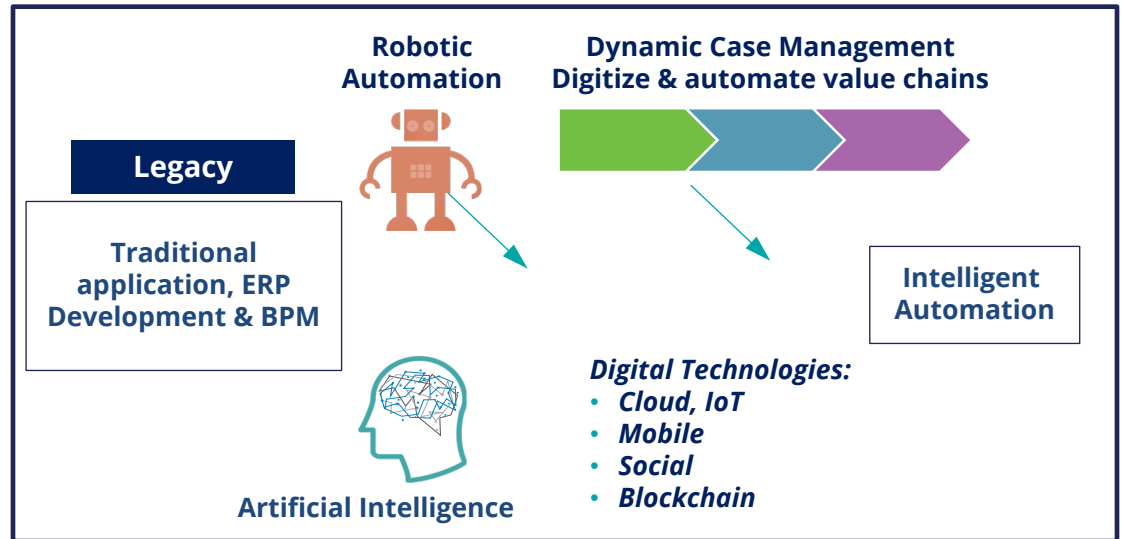 Robotic
Automation
Dynamic Case Management
Digitize & automate value chains
Legacy
Traditional
application, ERP
Development & BPM
Intelligent
Automation
Artificial Intelligence
Digital Technologies:
• Cloud, IoT
• Mobile
• Social
• Blockchain